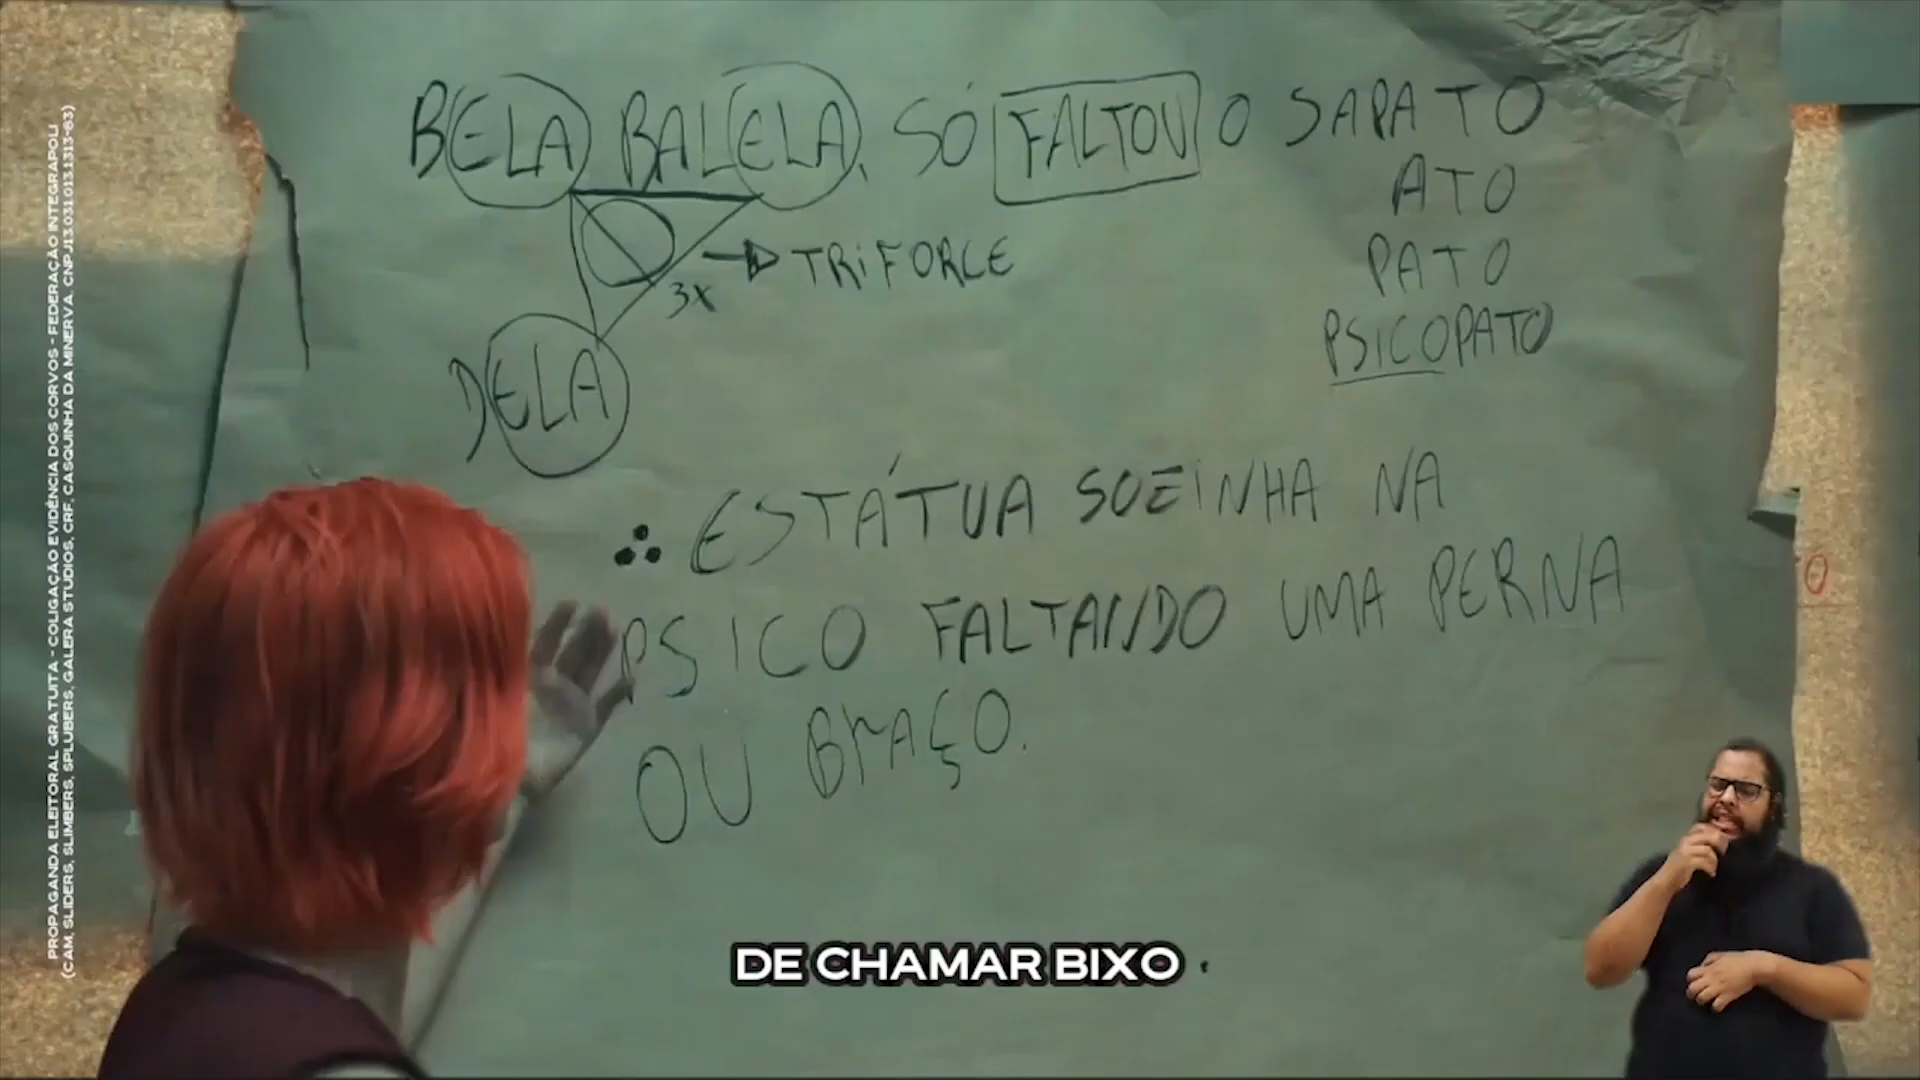 BELA BALELA, SÓ FALTOU O SAPATO
ATO
PATO
PSICOPATO
3X
TRIFORCE
DELA
∴ ESTÁTUA SOZINHA NA
PSICO FALTANDO UMA PERNA
OU BRAÇO.
DE CHAMAR BIXO
PROPAGANDA ELEITORAL GRATUITA - COLIGAÇÃO EVIDÊNCIA DOS CORVOS - FEDERAÇÃO INTEGRAPOLI
(CAM, SLIDERS, SLIMBERS, SPLUBERS, GALERA STUDIOS, CRF, CASQUINHA DA MINERVA. CNPJ 13.031.013.1313-83)